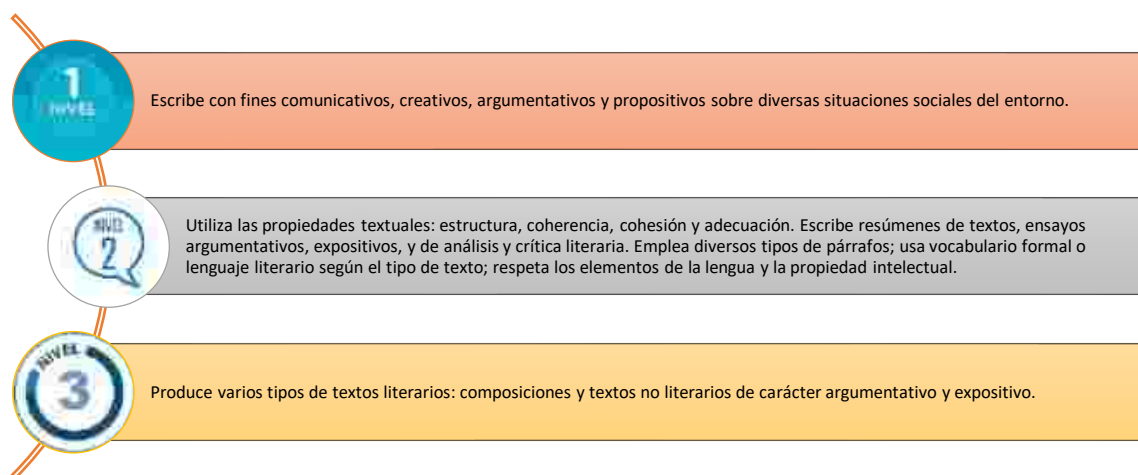 1
NIVEL
Escribe con fines comunicativos, creativos, argumentativos y propositivos sobre diversas situaciones sociales del entorno.
NIVEL
2
Utiliza las propiedades textuales: estructura, coherencia, cohesión y adecuación. Escribe resúmenes de textos, ensayos
argumentativos, expositivos, y de análisis y crítica literaria. Emplea diversos tipos de párrafos; usa vocabulario formal o
lenguaje literario según el tipo de texto; respeta los elementos de la lengua y la propiedad intelectual.
NIVEL
3
Produce varios tipos de textos literarios: composiciones y textos no literarios de carácter argumentativo y expositivo.